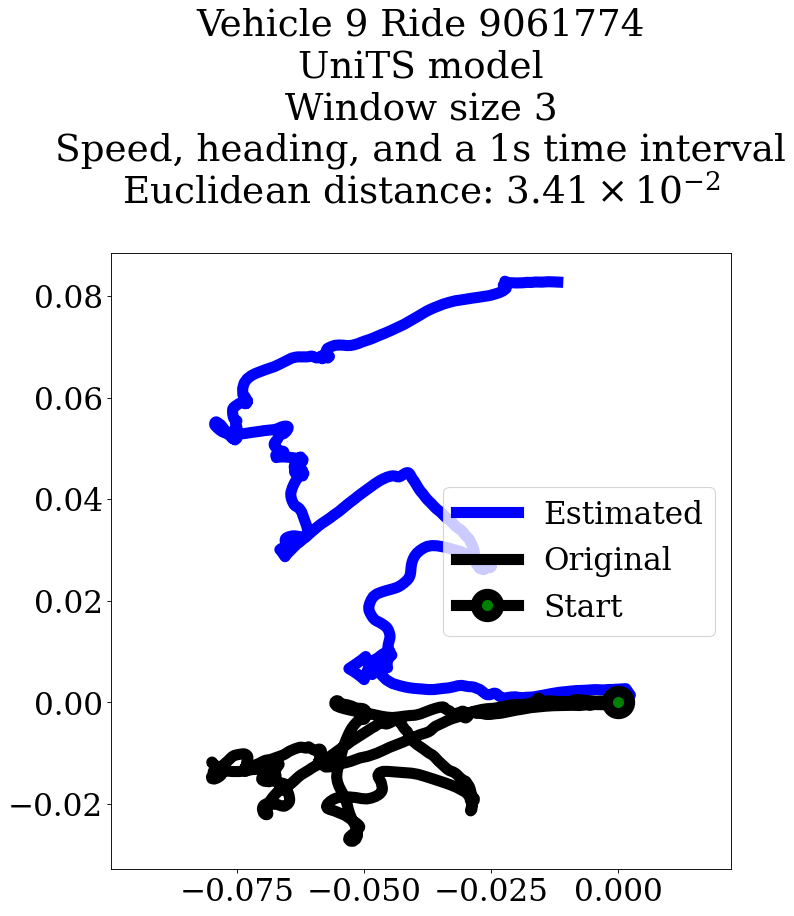 Vehicle 9 Ride 9061774
UniTS model
Window size 3
Speed, heading, and a 1s time interval
Euclidean distance: 3.41 × 10⁻²
0.08
0.06
0.04
0.02
0.00
−0.02
Estimated
Original
Start
−0.075 −0.050 −0.025 0.000